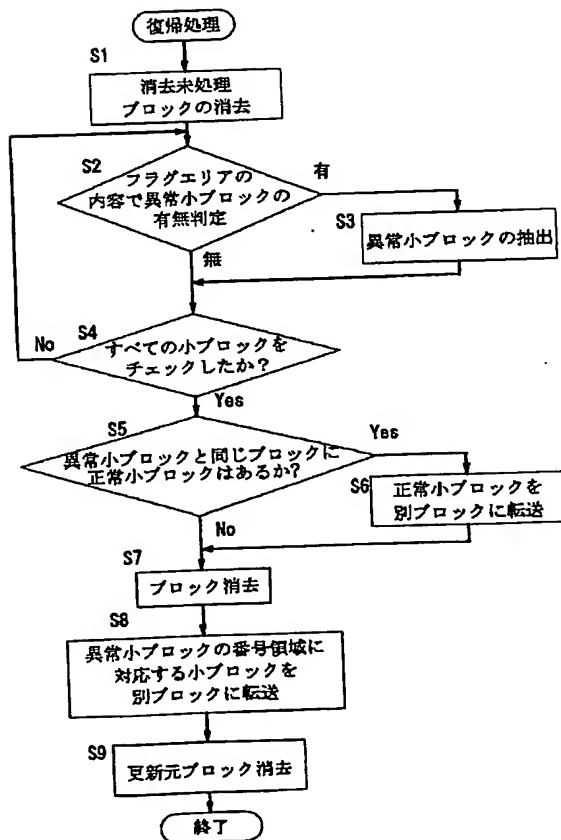 復帰処理
S1
消去未処理
ブロックの消去
S2
フラグエリアの
内容で異常小ブロックの
有無判定
有
S3
異常小ブロックの抽出
無
S4
No
すべての小ブロックを
チェックしたか?
Yes
S5
異常小ブロックと同じブロックに
正常小ブロックはあるか?
Yes
S6
正常小ブロックを
別ブロックに転送
No
S7
ブロック消去
S8
異常小ブロックの番号領域に
対応する小ブロックを
別ブロックに転送
S9
更新元ブロック消去
終了